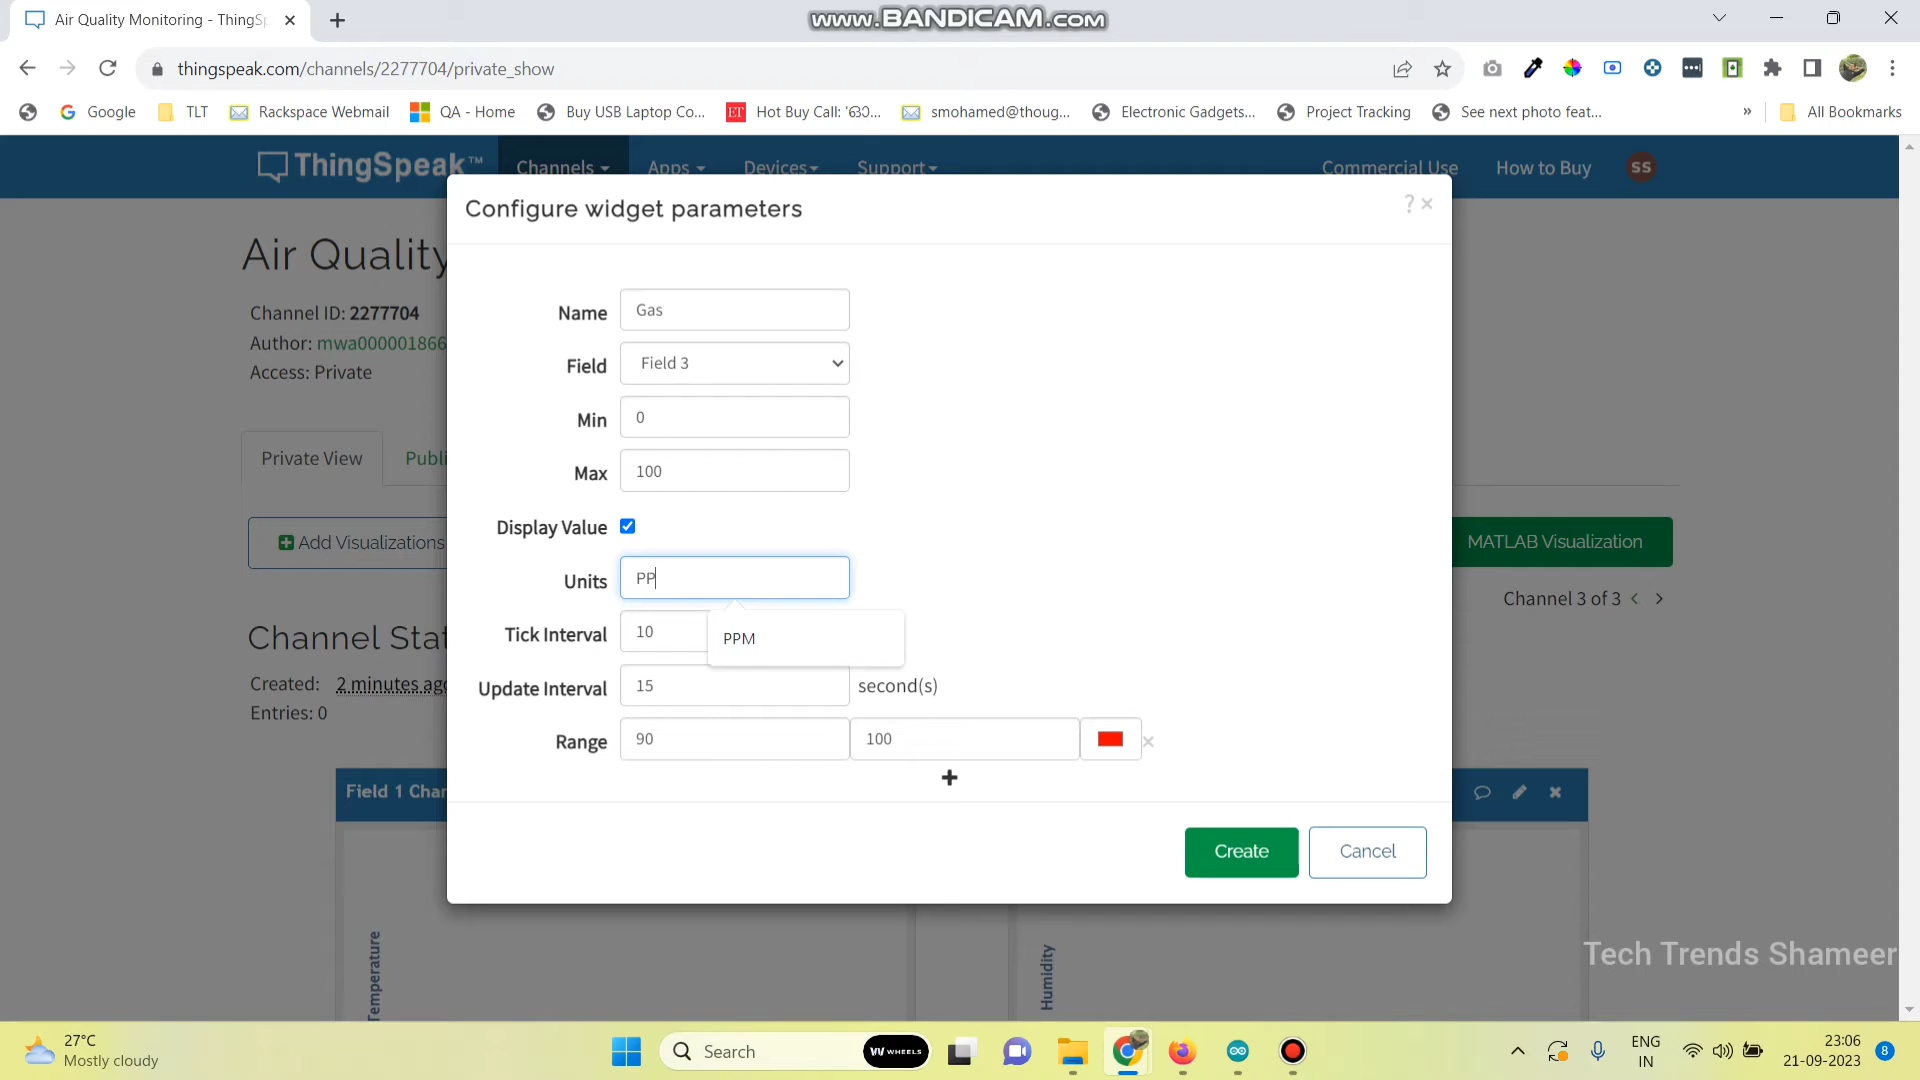 Air Quality Monitoring - ThingSp
www.BANDICAM.com
thingspeak.com/channels/2277704/private_show
Google
TLT
Rackspace Webmail
QA - Home
Buy USB Laptop Co...
ET
Hot Buy Call: 'ഓ...
smohamed@thoug...
Electronic Gadgets...
Project Tracking
See next photo feat...
»
All Bookmarks
ThingSpeak™
Channels
Apps
Devices
Support
Commercial Use
How to Buy
SS
Configure widget parameters
? ×
Air Quality
Channel ID: 2277704
Author: mwa000001866
Access: Private
Name Gas
Field Field 3
Min 0
Max 100
Display Value
Units PP
PPM
Tick Interval 10
Update Interval 15 second(s)
Range 90 100 ×
+
Create Cancel
Private View
Publi
Add Visualizations
MATLAB Visualization
Channel 3 of 3 < >
Channel Stat
Created: 2 minutes ago
Entries: 0
Field 1 Char
Temperature
Humidity
Tech Trends Shameer
27°C
Mostly cloudy
Search
WHEELS
ENG
IN
23:06
21-09-2023
8